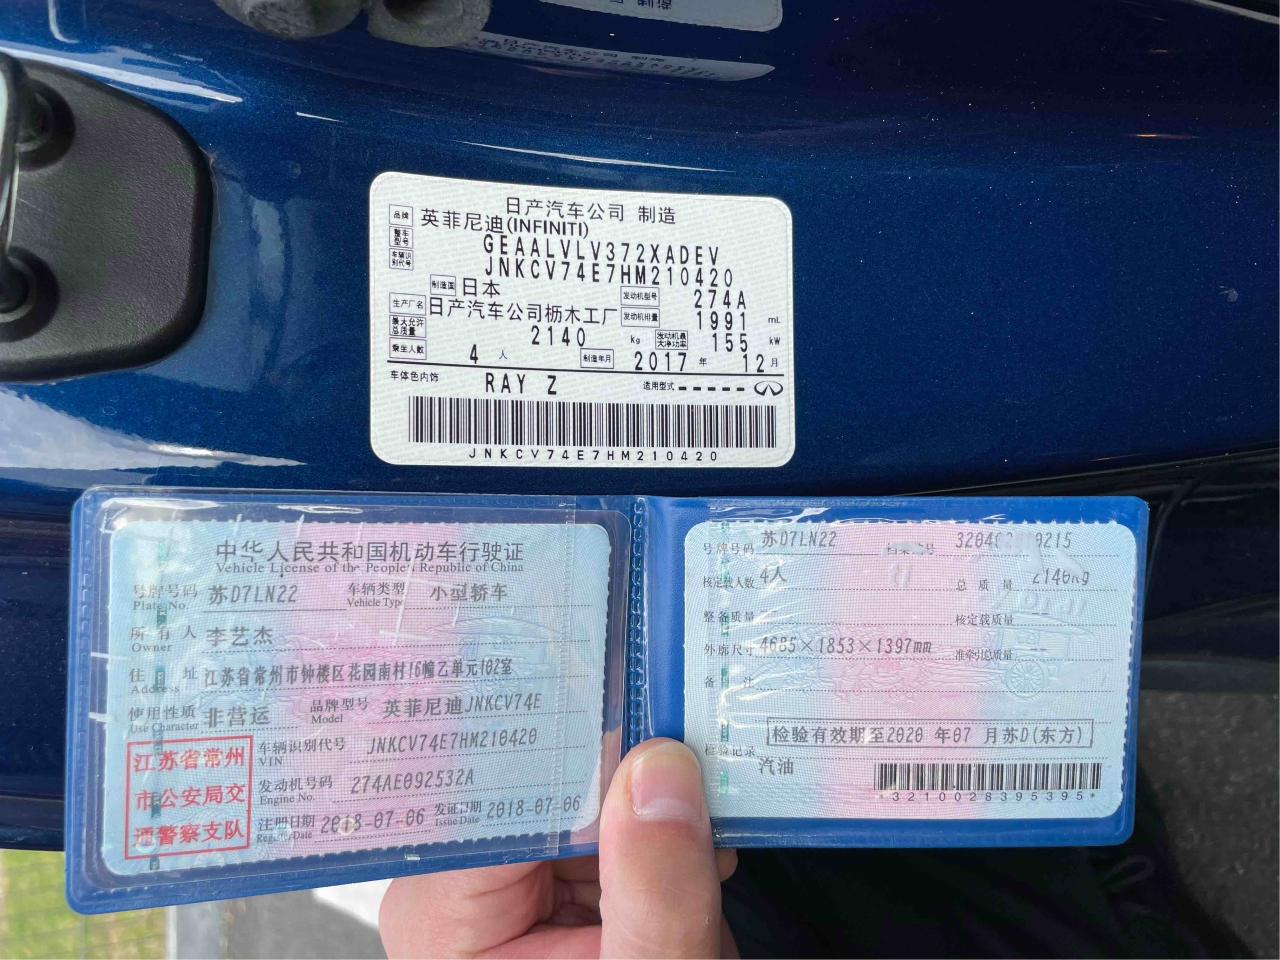 日产汽车公司 制造
品牌 英菲尼迪(INFINITI)
整车型号 GEAALVLV372XADEV
车辆识别代号 JNKCV74E7HM210420
制造国 日本 发动机型号 274A
生产厂名 日产汽车公司枥木工厂 发动机排量 1991 mL
最大允许总质量 2140 kg 发动机最大净功率 155 kW
乘坐人数 4 人 制造年月 2017 年 12 月
车体色内饰 RAY Z 适用型式 -----
JNKCV74E7HM210420
中华人民共和国机动车行驶证
Vehicle License of the People's Republic of China
号牌号码 苏D7LN22 车辆类型 小型轿车
Plate No. Vehicle Type
所有人 李艺杰
Owner
住址 江苏省常州市钟楼区花园南村16幢乙单元102室
Address
使用性质 非营运 品牌型号 英菲尼迪JNKCV74E
Use Character Model
江苏省常州
市公安局交
通警察支队
车辆识别代号 JNKCV74E7HM210420
VIN
发动机号码 274AE092532A
Engine No.
注册日期 2018-07-06 发证日期 2018-07-06
Register Date Issue Date
号牌号码 苏D7LN22 档案编号
核定载人数 4人 总质量 2140kg
整备质量 核定载质量 --
外廓尺寸 4685×1853×1397mm 准牵引总质量 --
备注
检验有效期至2020 年07 月苏D(东方)
检验记录
汽油
*3210028395395*